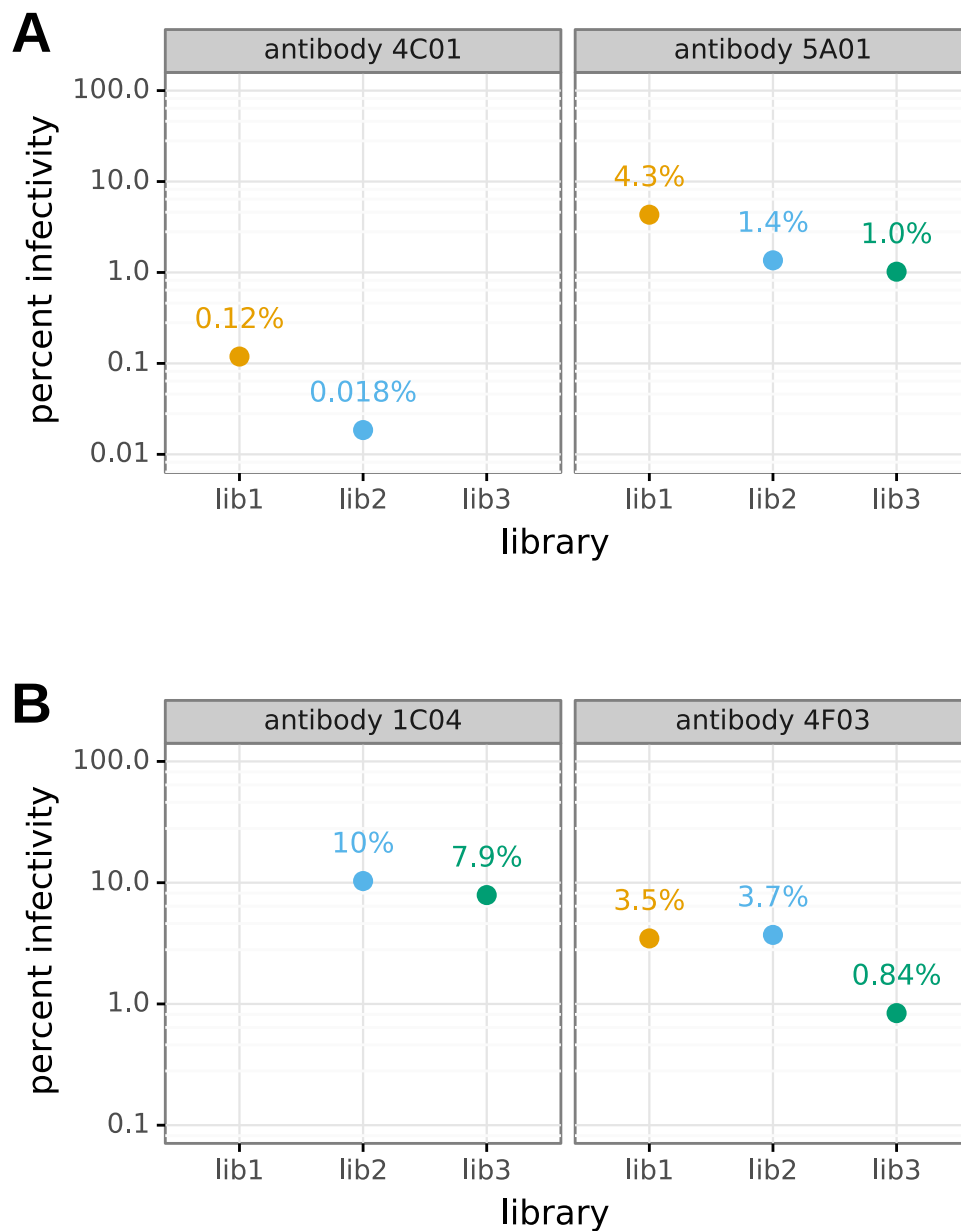 A
antibody 4C01
antibody 5A01
percent infectivity
100.0
10.0
1.0
0.1
0.01
0.12%
0.018%
4.3%
1.4%
1.0%
lib1 lib2 lib3
lib1 lib2 lib3
library
B
antibody 1C04
antibody 4F03
percent infectivity
100.0
10.0
1.0
0.1
10%
7.9%
3.5%
3.7%
0.84%
lib1 lib2 lib3
lib1 lib2 lib3
library